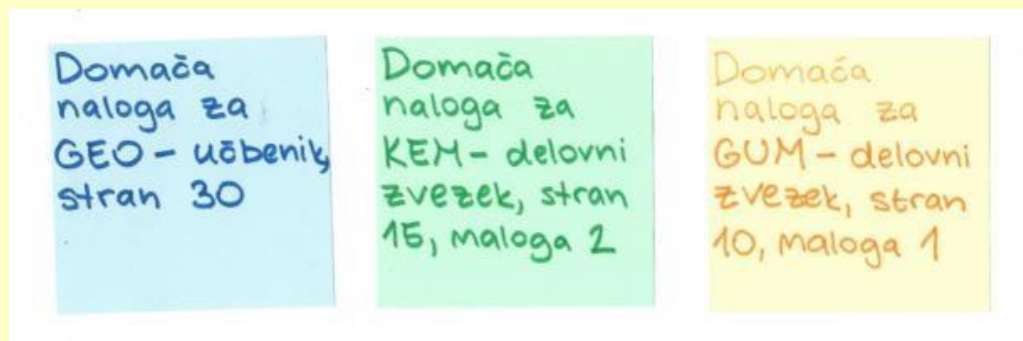 Domača
naloga za
GEO - učbenik,
stran 30
Domača
naloga za
KEM - delovni
zvezek, stran
15, naloga 2
Domača
naloga za
GUM - delovni
zvezek, stran
10, naloga 1